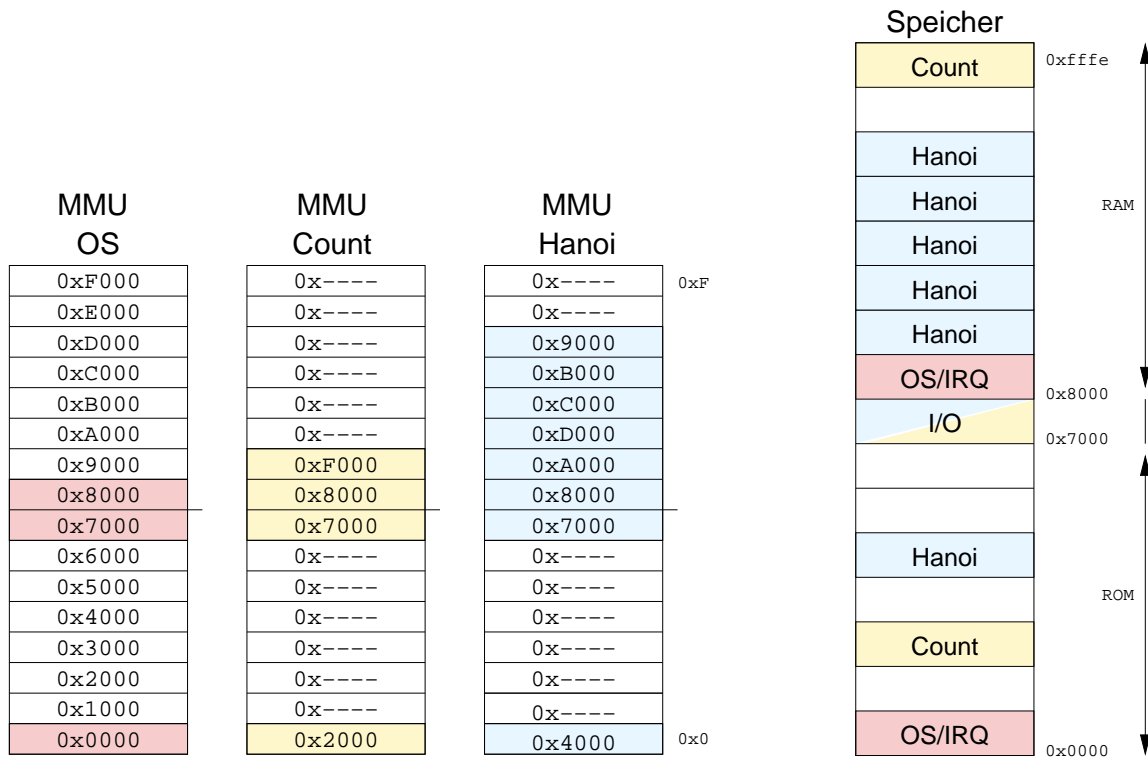 Speicher
0xfffe
Count
Hanoi
Hanoi
Hanoi
Hanoi
Hanoi
RAM
OS/IRQ
0x8000
I/O
0x7000
Hanoi
ROM
Count
OS/IRQ
0x0000
MMU
OS
0xF000
0xE000
0xD000
0xC000
0xB000
0xA000
0x9000
0x8000
0x7000
0x6000
0x5000
0x4000
0x3000
0x2000
0x1000
0x0000
MMU
Count
0x----
0x----
0x----
0x----
0x----
0x----
0xF000
0x8000
0x7000
0x----
0x----
0x----
0x----
0x----
0x----
0x2000
MMU
Hanoi
0x----
0x----
0x9000
0xB000
0xC000
0xD000
0xA000
0x8000
0x7000
0x----
0x----
0x----
0x----
0x----
0x----
0x4000
0xF
0x0